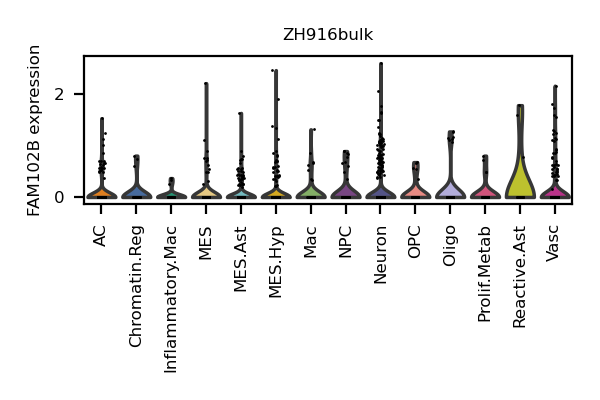 ZH916bulk
FAM102B expression
2
0
AC
Chromatin.Reg
Inflammatory.Mac
MES
MES.Ast
MES.Hyp
Mac
NPC
Neuron
OPC
Oligo
Prolif.Metab
Reactive.Ast
Vasc